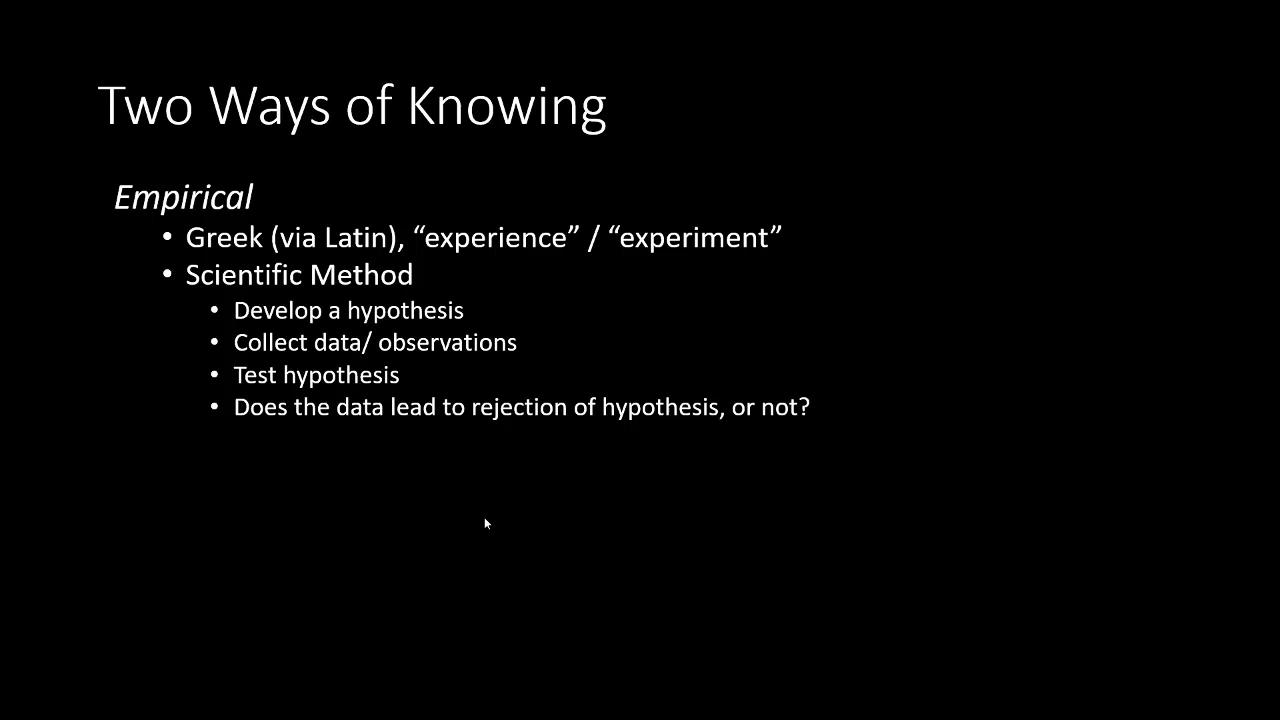 Two Ways of Knowing
Empirical
• Greek (via Latin), “experience” / “experiment”
• Scientific Method
• Develop a hypothesis
• Collect data/ observations
• Test hypothesis
• Does the data lead to rejection of hypothesis, or not?